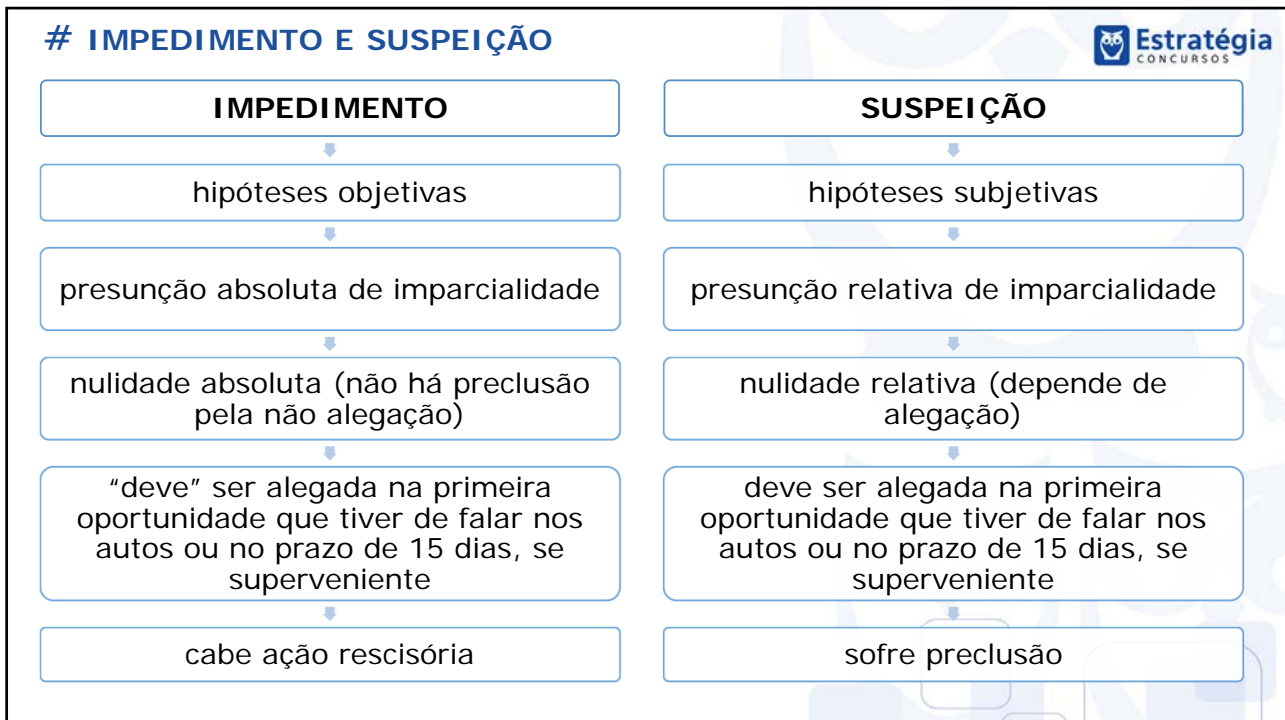 # IMPEDIMENTO E SUSPEIÇÃO
Estratégia
CONCURSOS
IMPEDIMENTO
hipóteses objetivas
presunção absoluta de imparcialidade
nulidade absoluta (não há preclusão
pela não alegação)
“deve” ser alegada na primeira
oportunidade que tiver de falar nos
autos ou no prazo de 15 dias, se
superveniente
cabe ação rescisória
SUSPEIÇÃO
hipóteses subjetivas
presunção relativa de imparcialidade
nulidade relativa (depende de
alegação)
deve ser alegada na primeira
oportunidade que tiver de falar nos
autos ou no prazo de 15 dias, se
superveniente
sofre preclusão